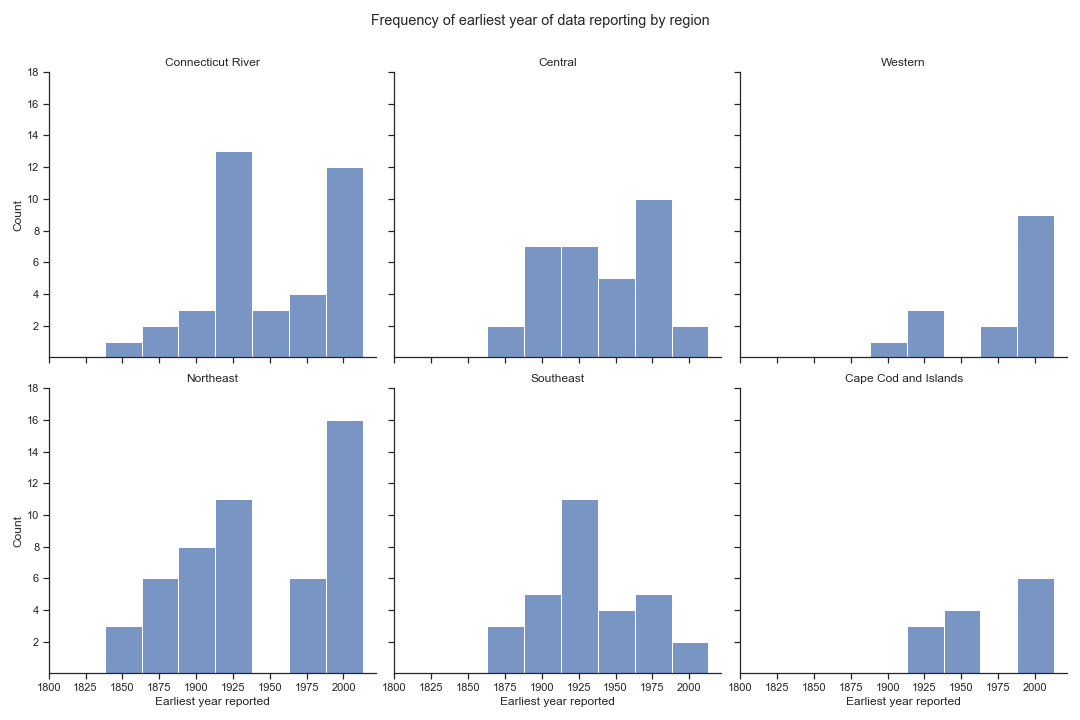 Frequency of earliest year of data reporting by region
Connecticut River
Central
Western
18
16
14
12
10
8
6
4
2
Count
Northeast
Southeast
Cape Cod and Islands
18
16
14
12
10
8
6
4
2
Count
1800 1825 1850 1875 1900 1925 1950 1975 2000
1800 1825 1850 1875 1900 1925 1950 1975 2000
1800 1825 1850 1875 1900 1925 1950 1975 2000
Earliest year reported
Earliest year reported
Earliest year reported